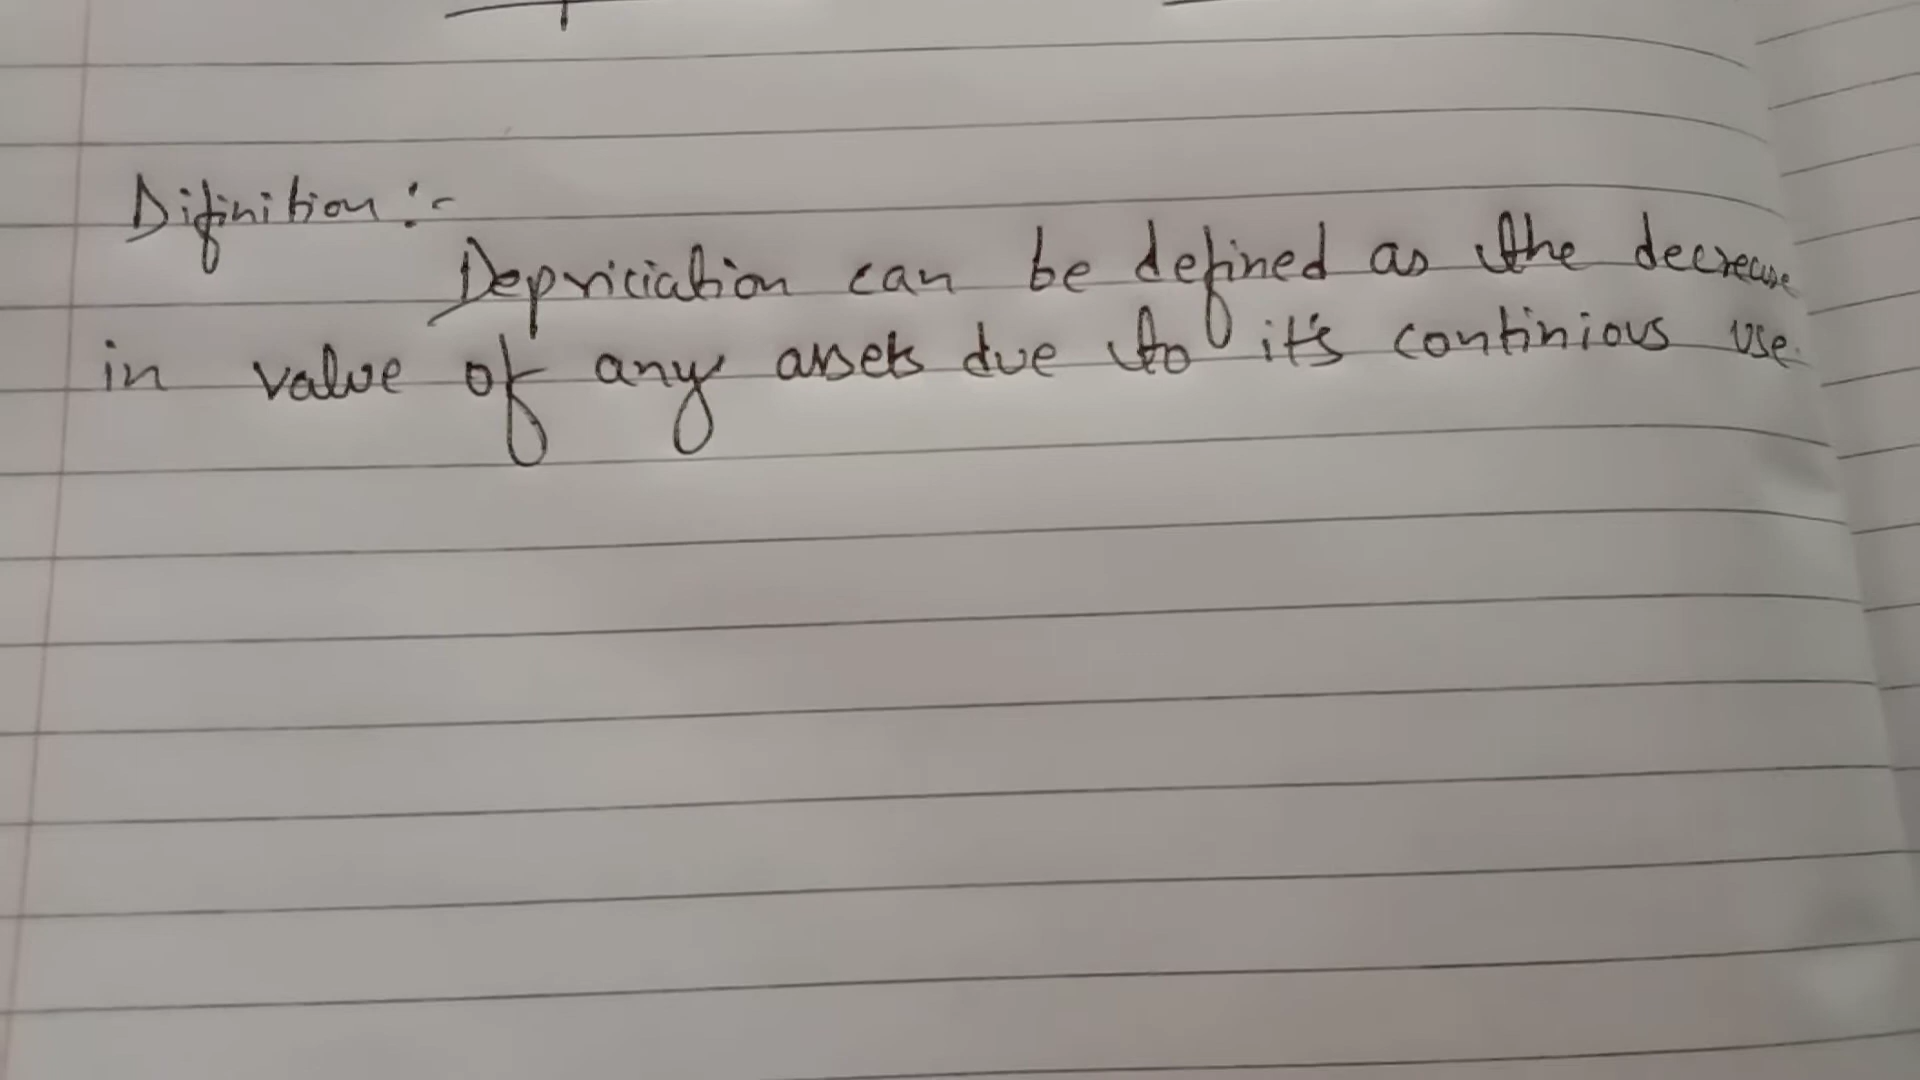 Difinition :-
Depriciation can be defined as the decrease
in value of any assets due to it's continious use.